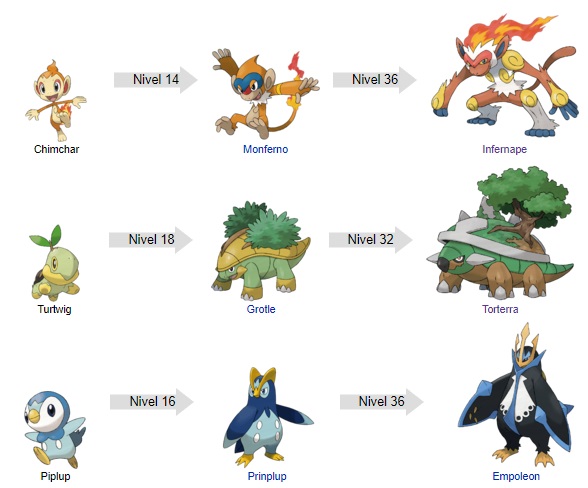 Nivel 14
Nivel 36
Chimchar
Monferno
Infernape
Nivel 18
Nivel 32
Turtwig
Grotle
Torterra
Nivel 16
Nivel 36
Piplup
Prinplup
Empoleon